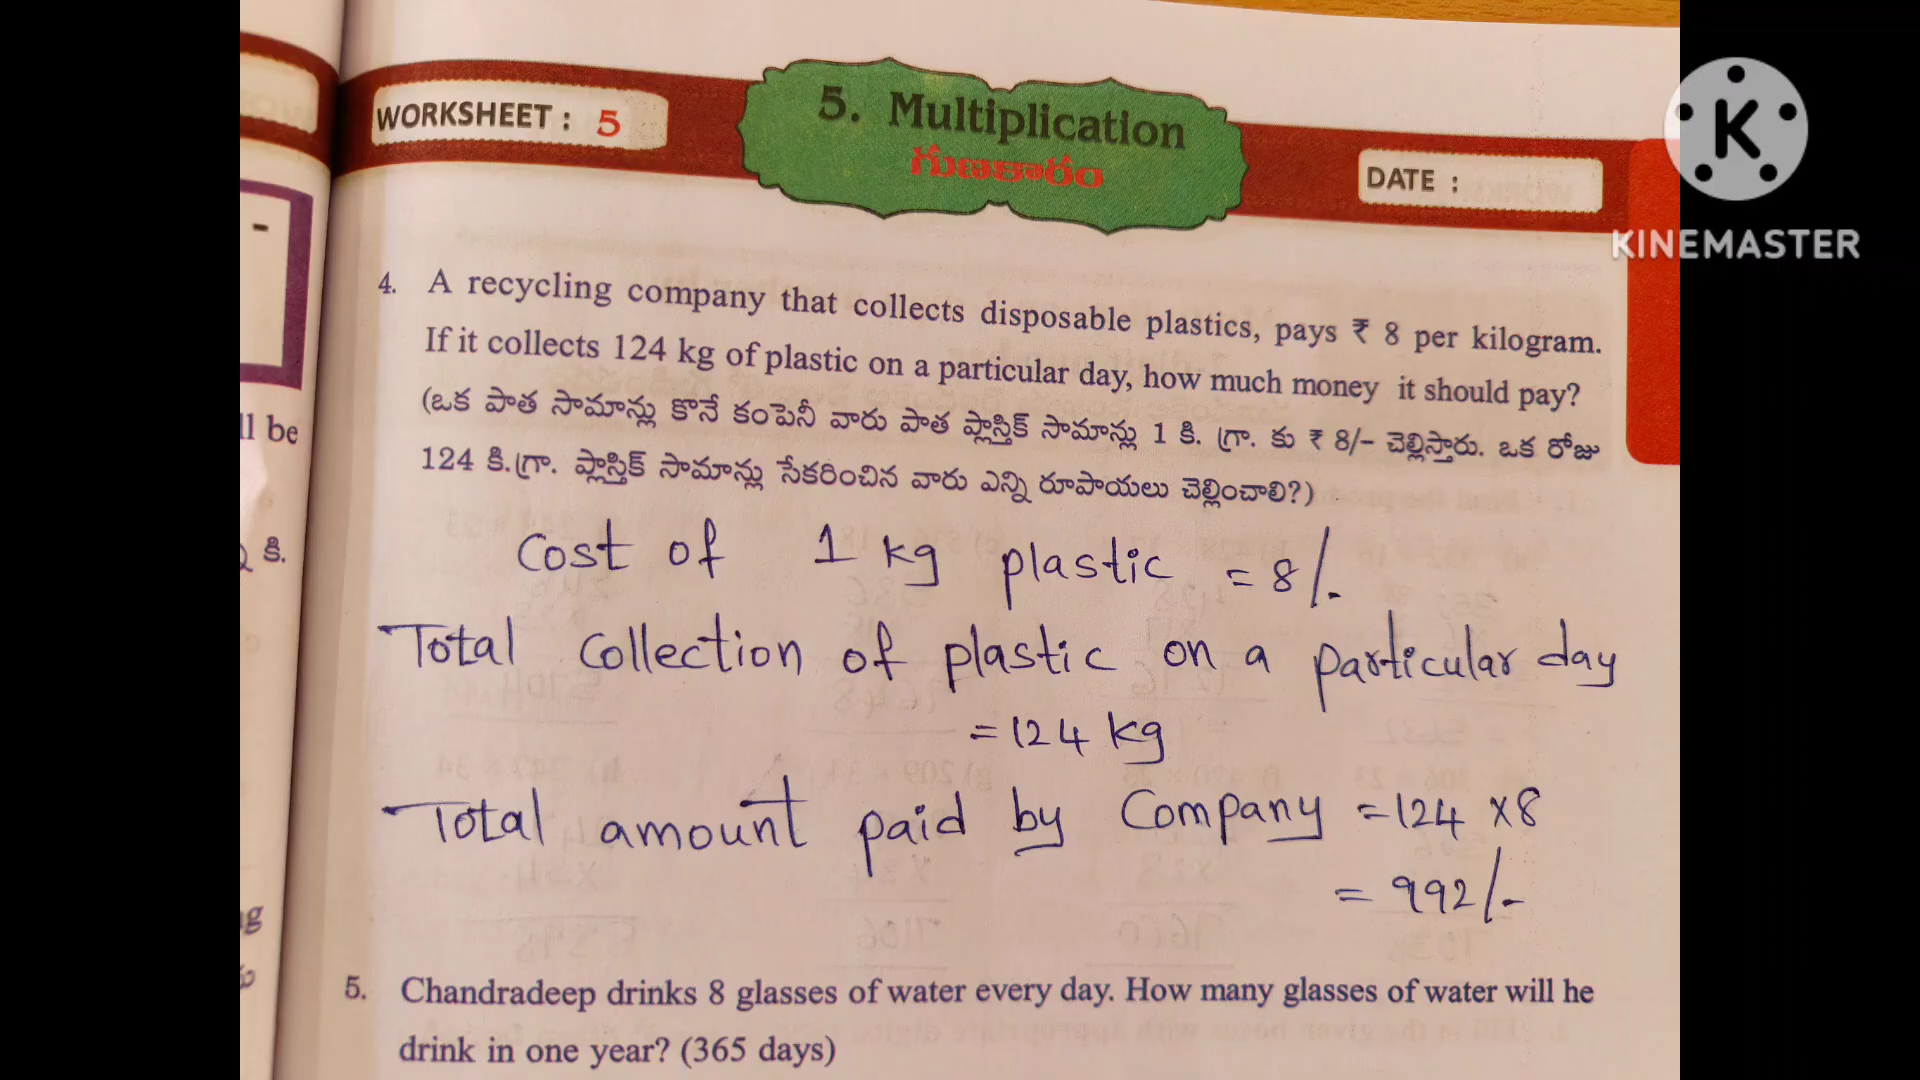 WORKSHEET : 5
5. Multiplication
గుణకారం
DATE :
K
KINEMASTER
4. A recycling company that collects disposable plastics, pays ₹ 8 per kilogram.
If it collects 124 kg of plastic on a particular day, how much money it should pay?
(ఒక పాత సామాన్లు కొనే కంపెనీ వారు పాత ప్లాస్తిక్ సామాన్లు 1 కి. గ్రా. కు ₹ 8/- చెల్లిస్తారు. ఒక రోజు
124 కి.గ్రా. ప్లాస్తిక్ సామాన్లు సేకరించిన వారు ఎన్ని రూపాయలు చెల్లించాలి?)
Cost of 1 kg plastic = 8/-
Total collection of plastic on a particular day
= 124 kg
Total amount paid by Company = 124 × 8
= 992/-
5. Chandradeep drinks 8 glasses of water every day. How many glasses of water will he
drink in one year? (365 days)
-
ll be
కి.